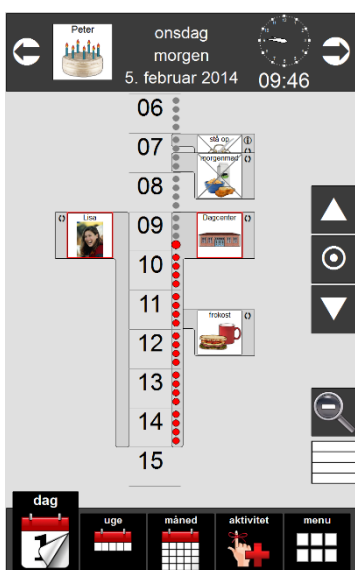 Peter
onsdag
morgen
5. februar 2014
09:46
06
07
stå op
morgenmad
08
Lisa
09
Dagcenter
10
11
frokost
12
13
14
15
dag
1
uge
måned
aktivitet
menu